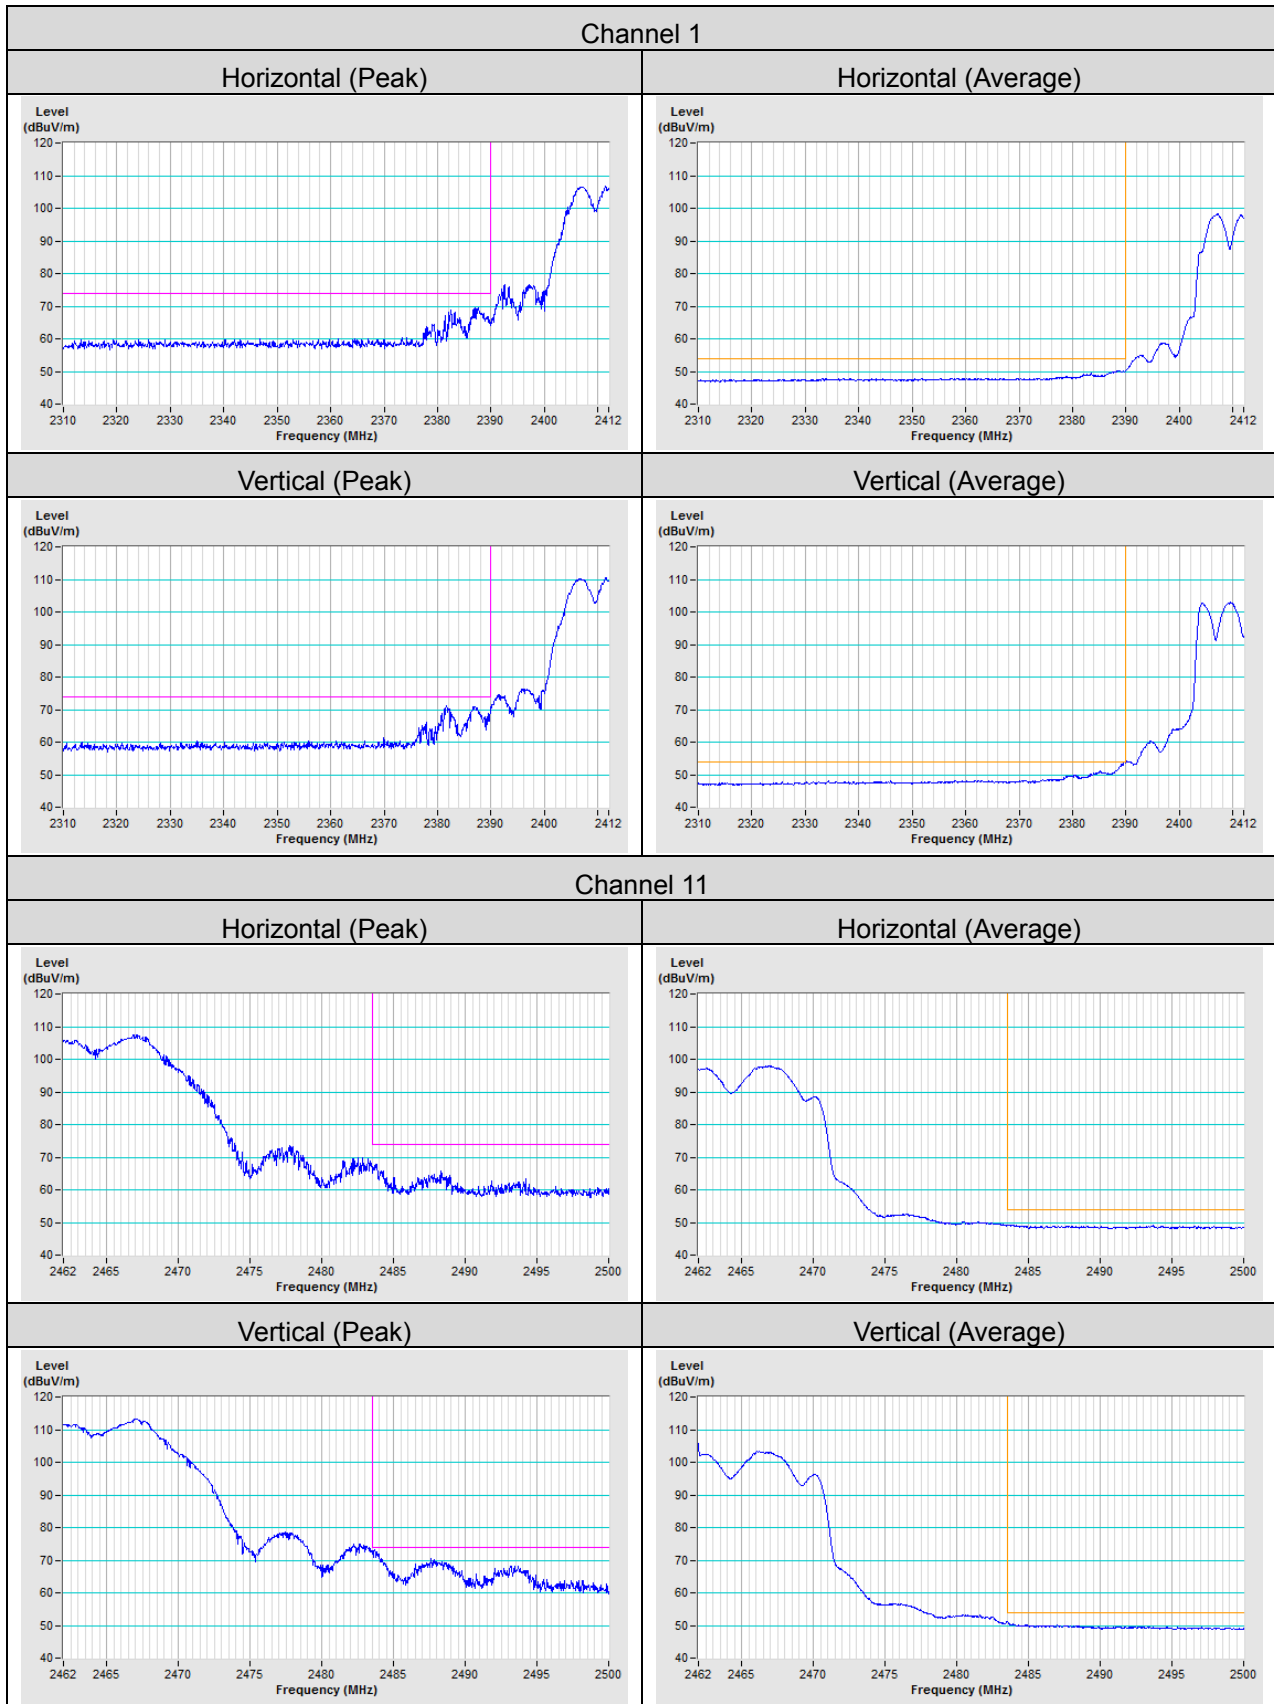 Channel 1
Horizontal (Peak)
Horizontal (Average)
Level
(dBuV/m)
120
110
100
90
80
70
60
50
40
2310 2320 2330 2340 2350 2360 2370 2380 2390 2400 2412
Frequency (MHz)
Level
(dBuV/m)
120
110
100
90
80
70
60
50
40
2310 2320 2330 2340 2350 2360 2370 2380 2390 2400 2412
Frequency (MHz)
Vertical (Peak)
Vertical (Average)
Level
(dBuV/m)
120
110
100
90
80
70
60
50
40
2310 2320 2330 2340 2350 2360 2370 2380 2390 2400 2412
Frequency (MHz)
Level
(dBuV/m)
120
110
100
90
80
70
60
50
40
2310 2320 2330 2340 2350 2360 2370 2380 2390 2400 2412
Frequency (MHz)
Channel 11
Horizontal (Peak)
Horizontal (Average)
Level
(dBuV/m)
120
110
100
90
80
70
60
50
40
2462 2465 2470 2475 2480 2485 2490 2495 2500
Frequency (MHz)
Level
(dBuV/m)
120
110
100
90
80
70
60
50
40
2462 2465 2470 2475 2480 2485 2490 2495 2500
Frequency (MHz)
Vertical (Peak)
Vertical (Average)
Level
(dBuV/m)
120
110
100
90
80
70
60
50
40
2462 2465 2470 2475 2480 2485 2490 2495 2500
Frequency (MHz)
Level
(dBuV/m)
120
110
100
90
80
70
60
50
40
2462 2465 2470 2475 2480 2485 2490 2495 2500
Frequency (MHz)